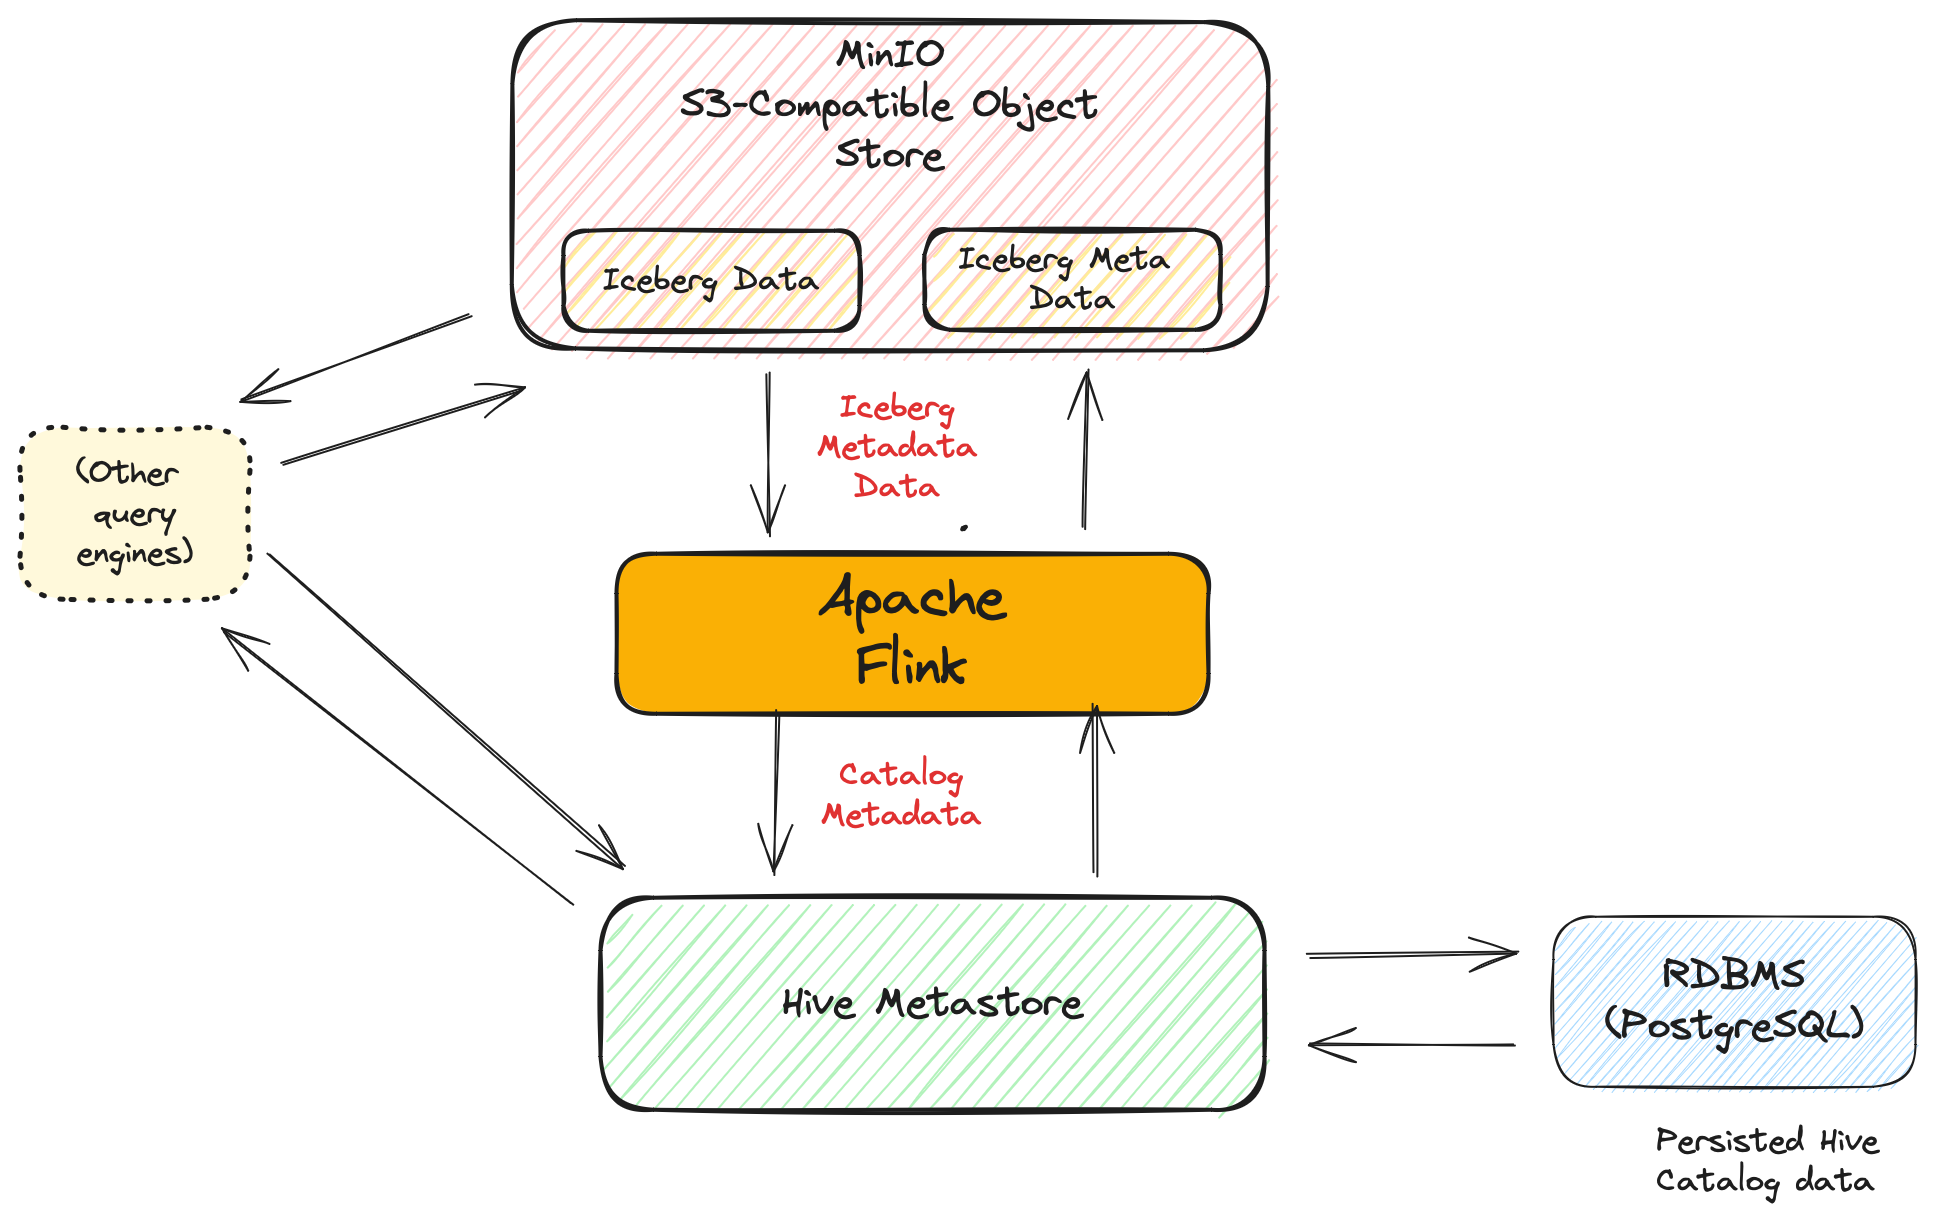 MinIO
S3-Compatible Object
Store
Iceberg Data
Iceberg Meta
Data
Iceberg
Metadata
Data
(Other
query
engines)
Apache
Flink
Catalog
Metadata
Hive Metastore
RDBMS
(PostgreSQL)
Persisted Hive
Catalog data